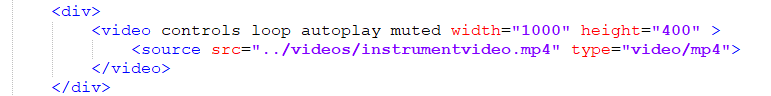 <div>
<video controls loop autoplay muted width="1000" height="400" >
<source src="../videos/instrumentvideo.mp4" type="video/mp4">
</video>
</div>